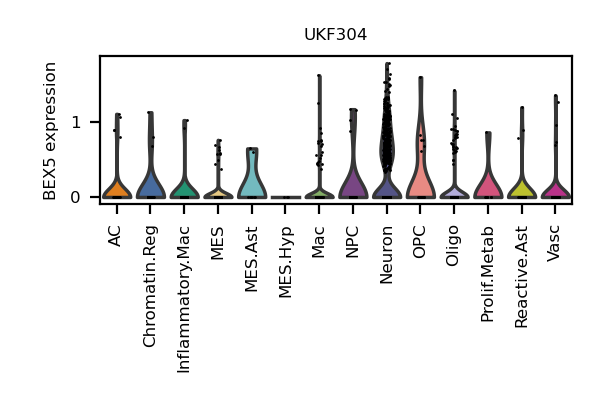 UKF304
BEX5 expression
1
0
AC
Chromatin.Reg
Inflammatory.Mac
MES
MES.Ast
MES.Hyp
Mac
NPC
Neuron
OPC
Oligo
Prolif.Metab
Reactive.Ast
Vasc